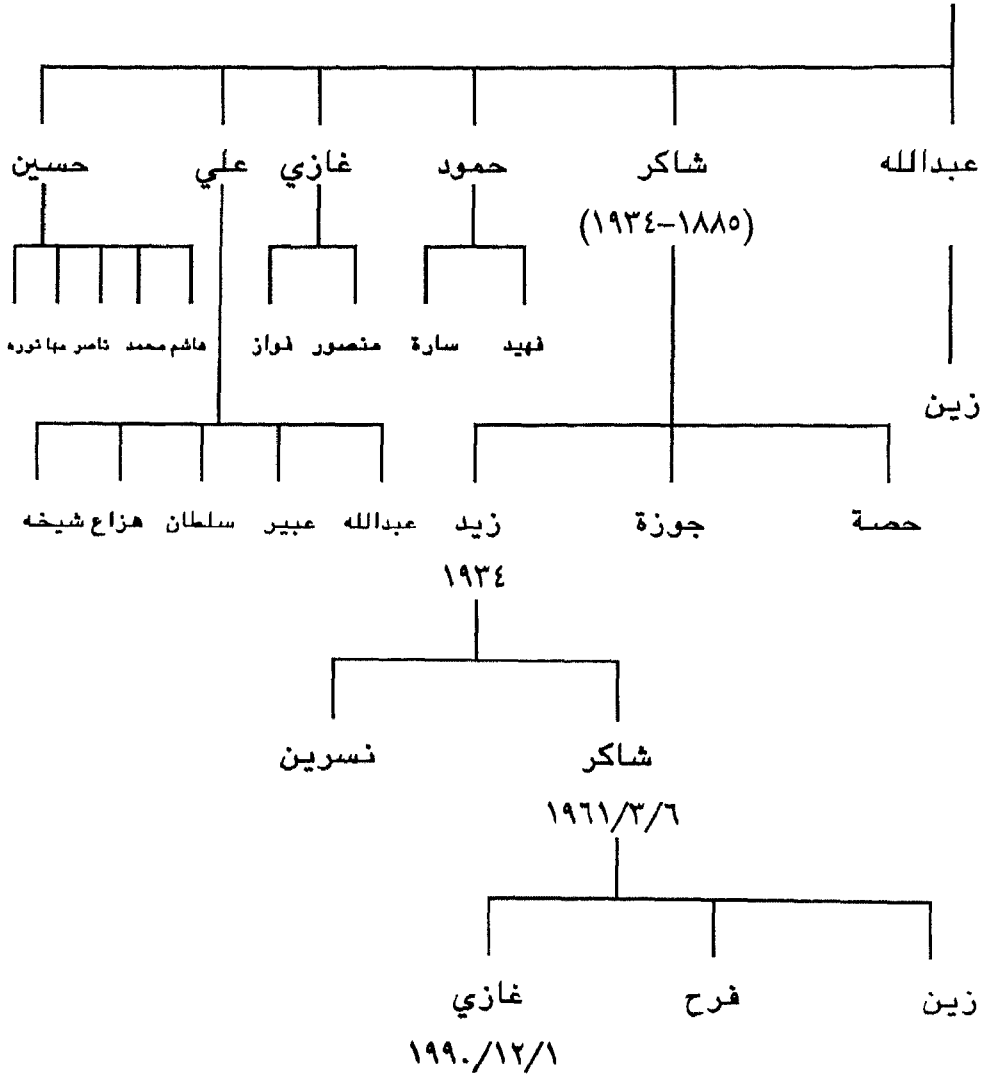 عبدالله شاكر حمود غازي علي حسين
(١٨٨٥–١٩٣٤)
فهيد سارة منصور فواز هاشم محمد ناصر مها نوره
زين
حصة جوزة زيد عبدالله عبير سلطان هزاع شيخه
١٩٣٤
شاكر نسرين
١٩٦١/٣/٦
زين فرح غازي
١٩٩٠/١٢/١